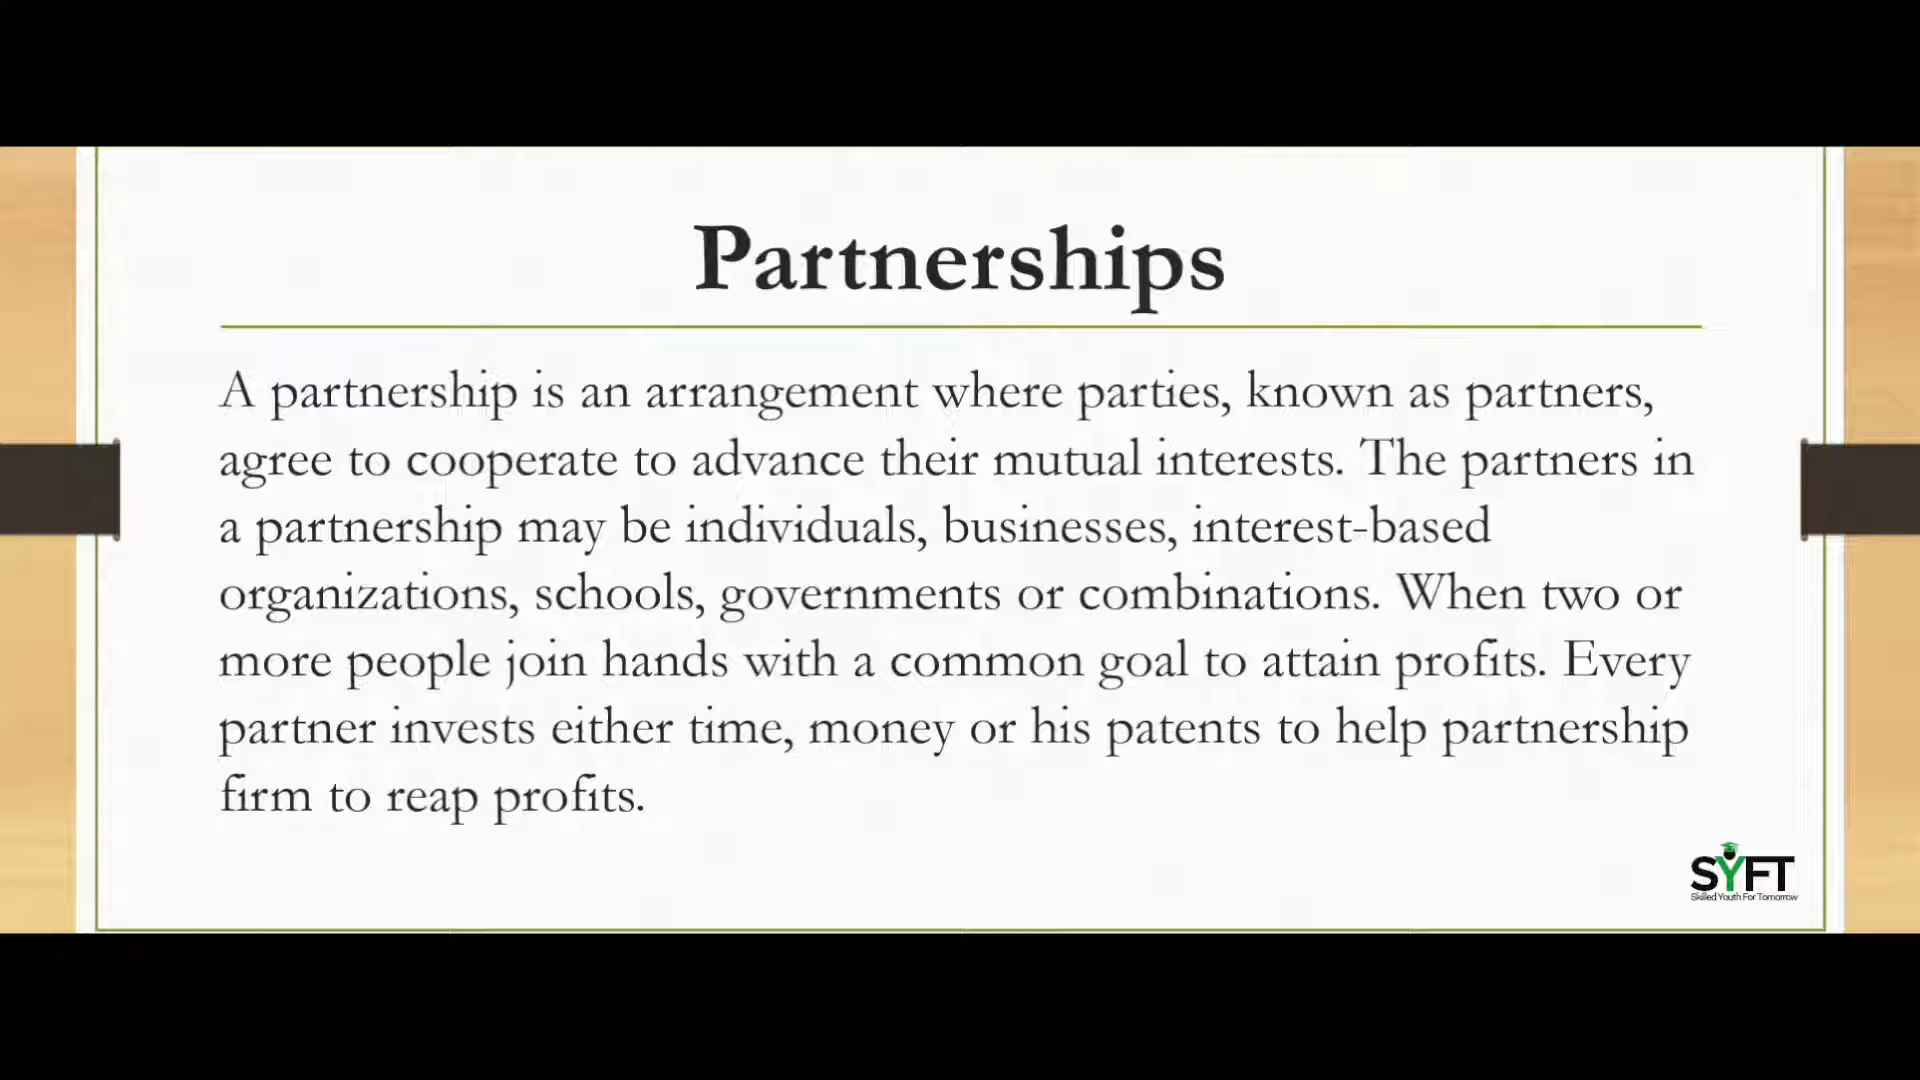 Partnerships
A partnership is an arrangement where parties, known as partners,
agree to cooperate to advance their mutual interests. The partners in
a partnership may be individuals, businesses, interest-based
organizations, schools, governments or combinations. When two or
more people join hands with a common goal to attain profits. Every
partner invests either time, money or his patents to help partnership
firm to reap profits.
SYFT
Skilled Youth For Tomorrow